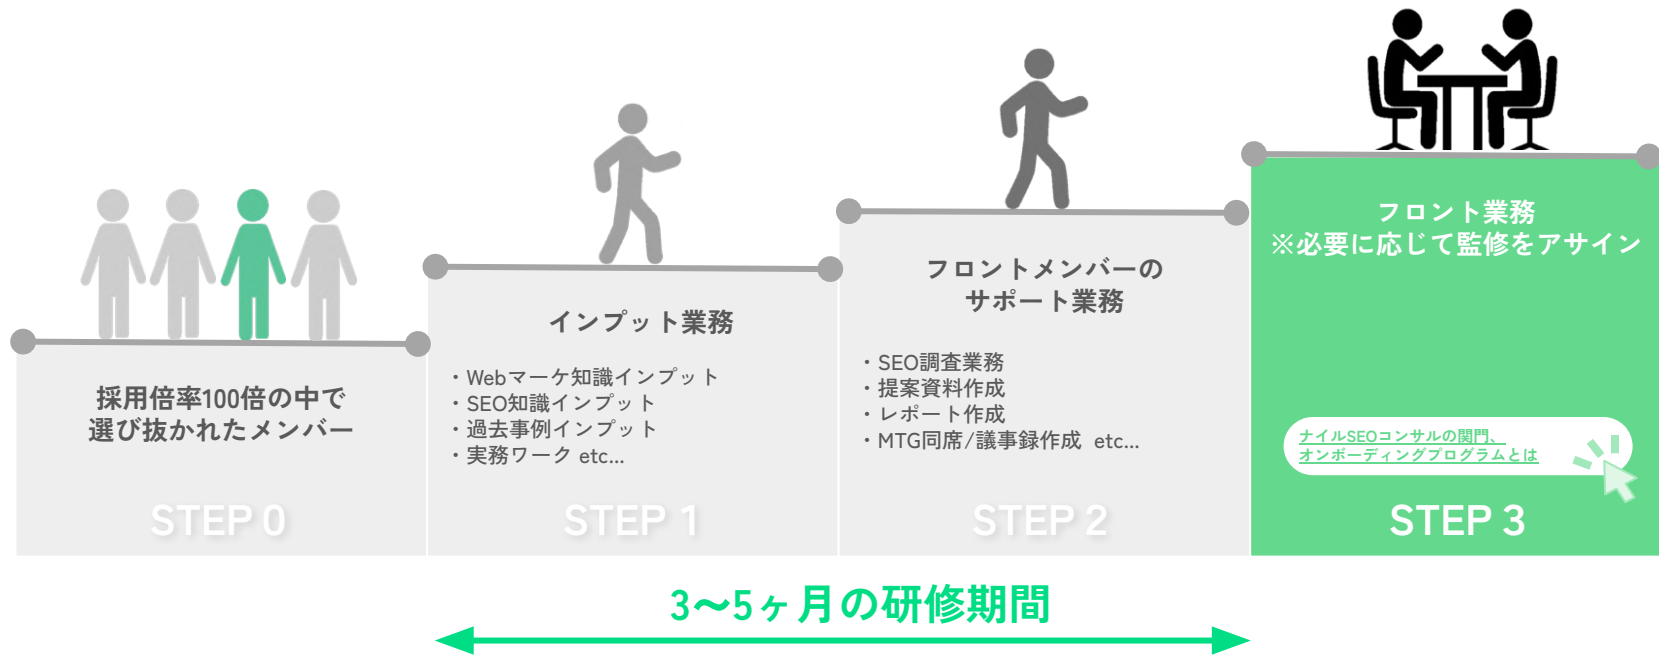 採用倍率100倍の中で
選び抜かれたメンバー
STEP 0
インプット業務
・Webマーケ知識インプット
・SEO知識インプット
・過去事例インプット
・実務ワーク etc...
STEP 1
フロントメンバーの
サポート業務
・SEO調査業務
・提案資料作成
・レポート作成
・MTG同席/議事録作成 etc...
STEP 2
フロント業務
※必要に応じて監修をアサイン
ナイルSEOコンサルの関門、
オンボーディングプログラムとは
STEP 3
3〜5ヶ月の研修期間